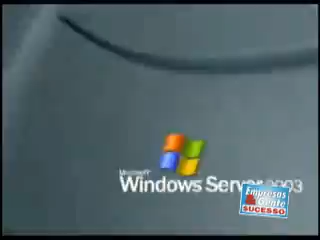 Microsoft
Windows Server 2003
Empresas
& Gente
SUCESSO